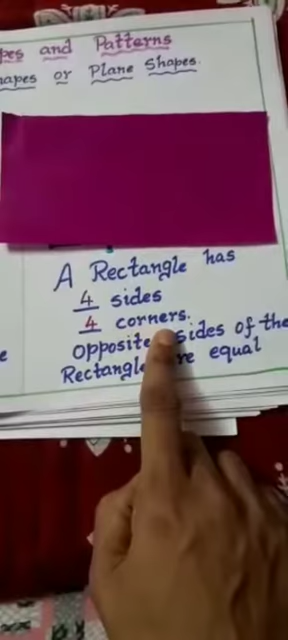 pes and Patterns
hapes or Plane Shapes.
A Rectangle has
4 sides
4 corners.
Opposite sides of the
Rectangle are equal
e